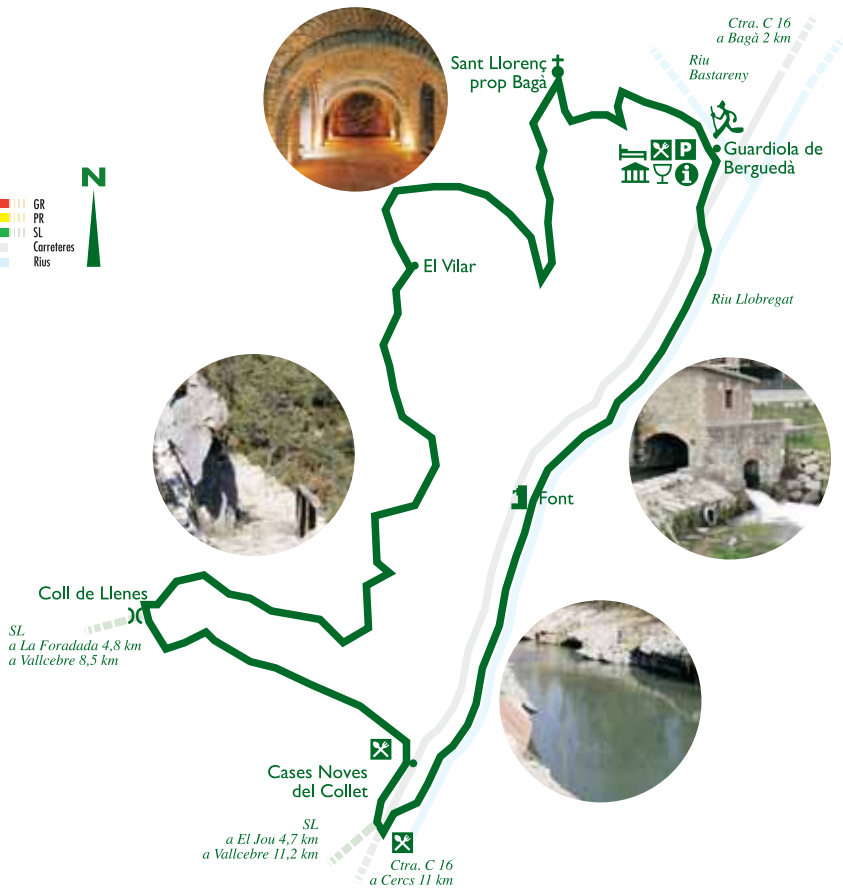 Ctra. C 16
a Bagà 2 km
Riu
Bastareny
Sant Llorenç
prop Bagà
Guardiola de
Berguedà
P
i
N
GR
PR
SL
Carreteres
Rius
El Vilar
Riu Llobregat
Font
Coll de Llenes
SL
a La Foradada 4,8 km
a Vallcebre 8,5 km
Cases Noves
del Collet
SL
a El Jou 4,7 km
a Vallcebre 11,2 km
Ctra. C 16
a Cercs 11 km